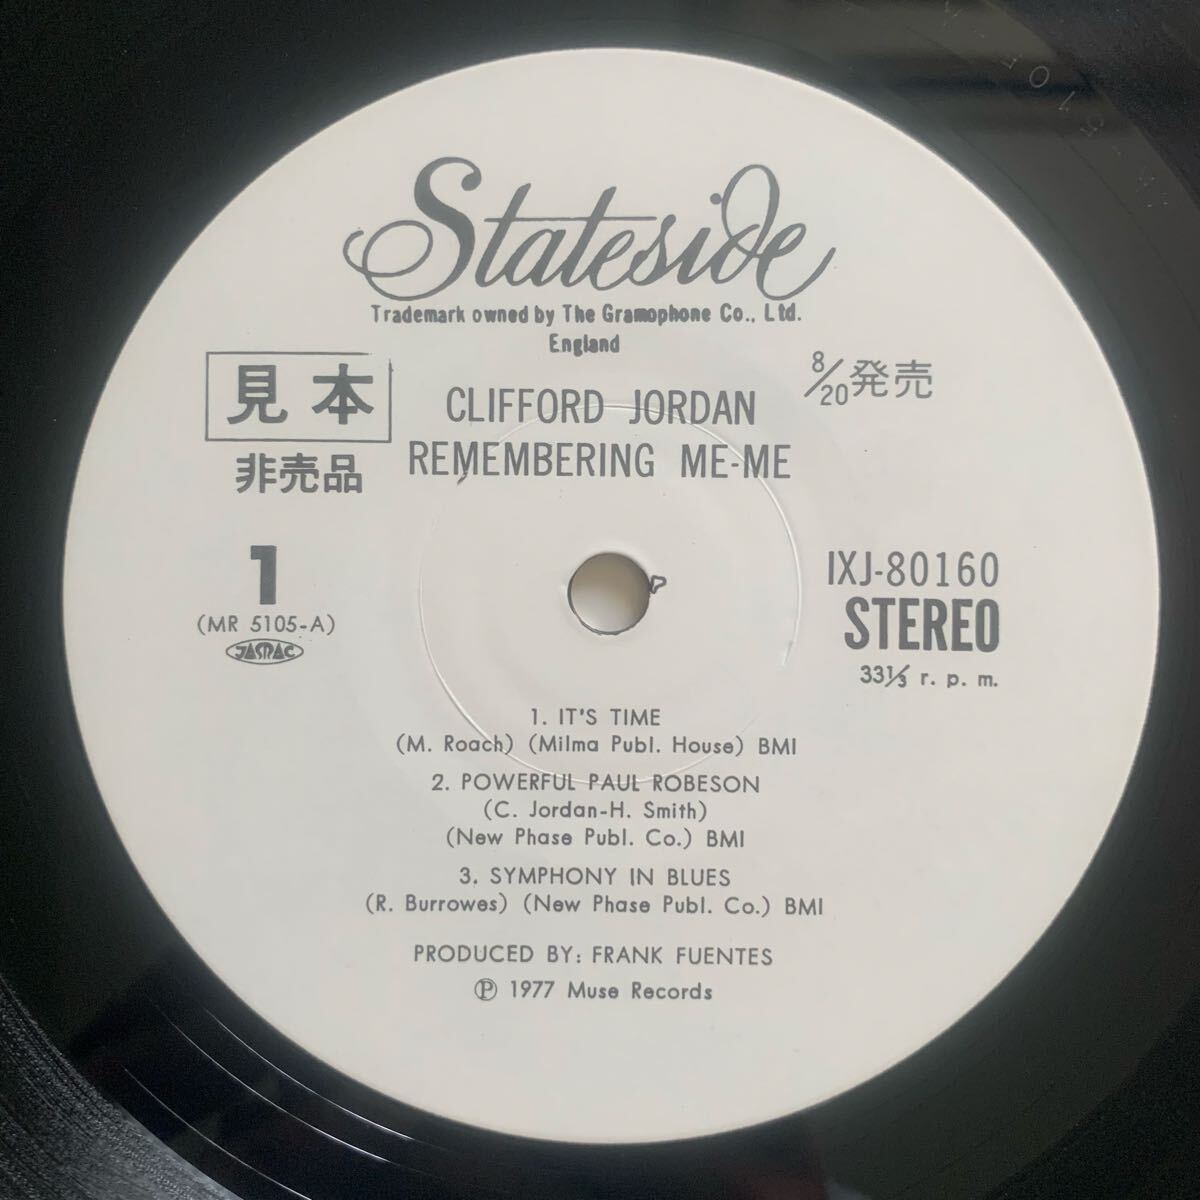 Stateside
Trademark owned by The Gramophone Co., Ltd.
England
見本
非売品
8/20発売
CLIFFORD JORDAN
REMEMBERING ME-ME
1
(MR 5105-A)
JASRAC
IXJ-80160
STEREO
33⅓ r. p. m.
1. IT'S TIME
(M. Roach) (Milma Publ. House) BMI
2. POWERFUL PAUL ROBESON
(C. Jordan-H. Smith)
(New Phase Publ. Co.) BMI
3. SYMPHONY IN BLUES
(R. Burrowes) (New Phase Publ. Co.) BMI
PRODUCED BY: FRANK FUENTES
Ⓟ 1977 Muse Records